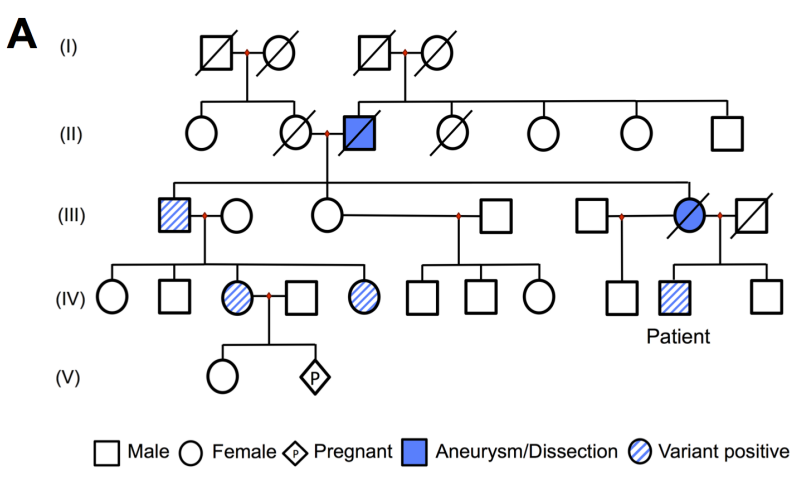 A
(I)
(II)
(III)
(IV)
Patient
(V)
P
Male Female P Pregnant Aneurysm/Dissection Variant positive